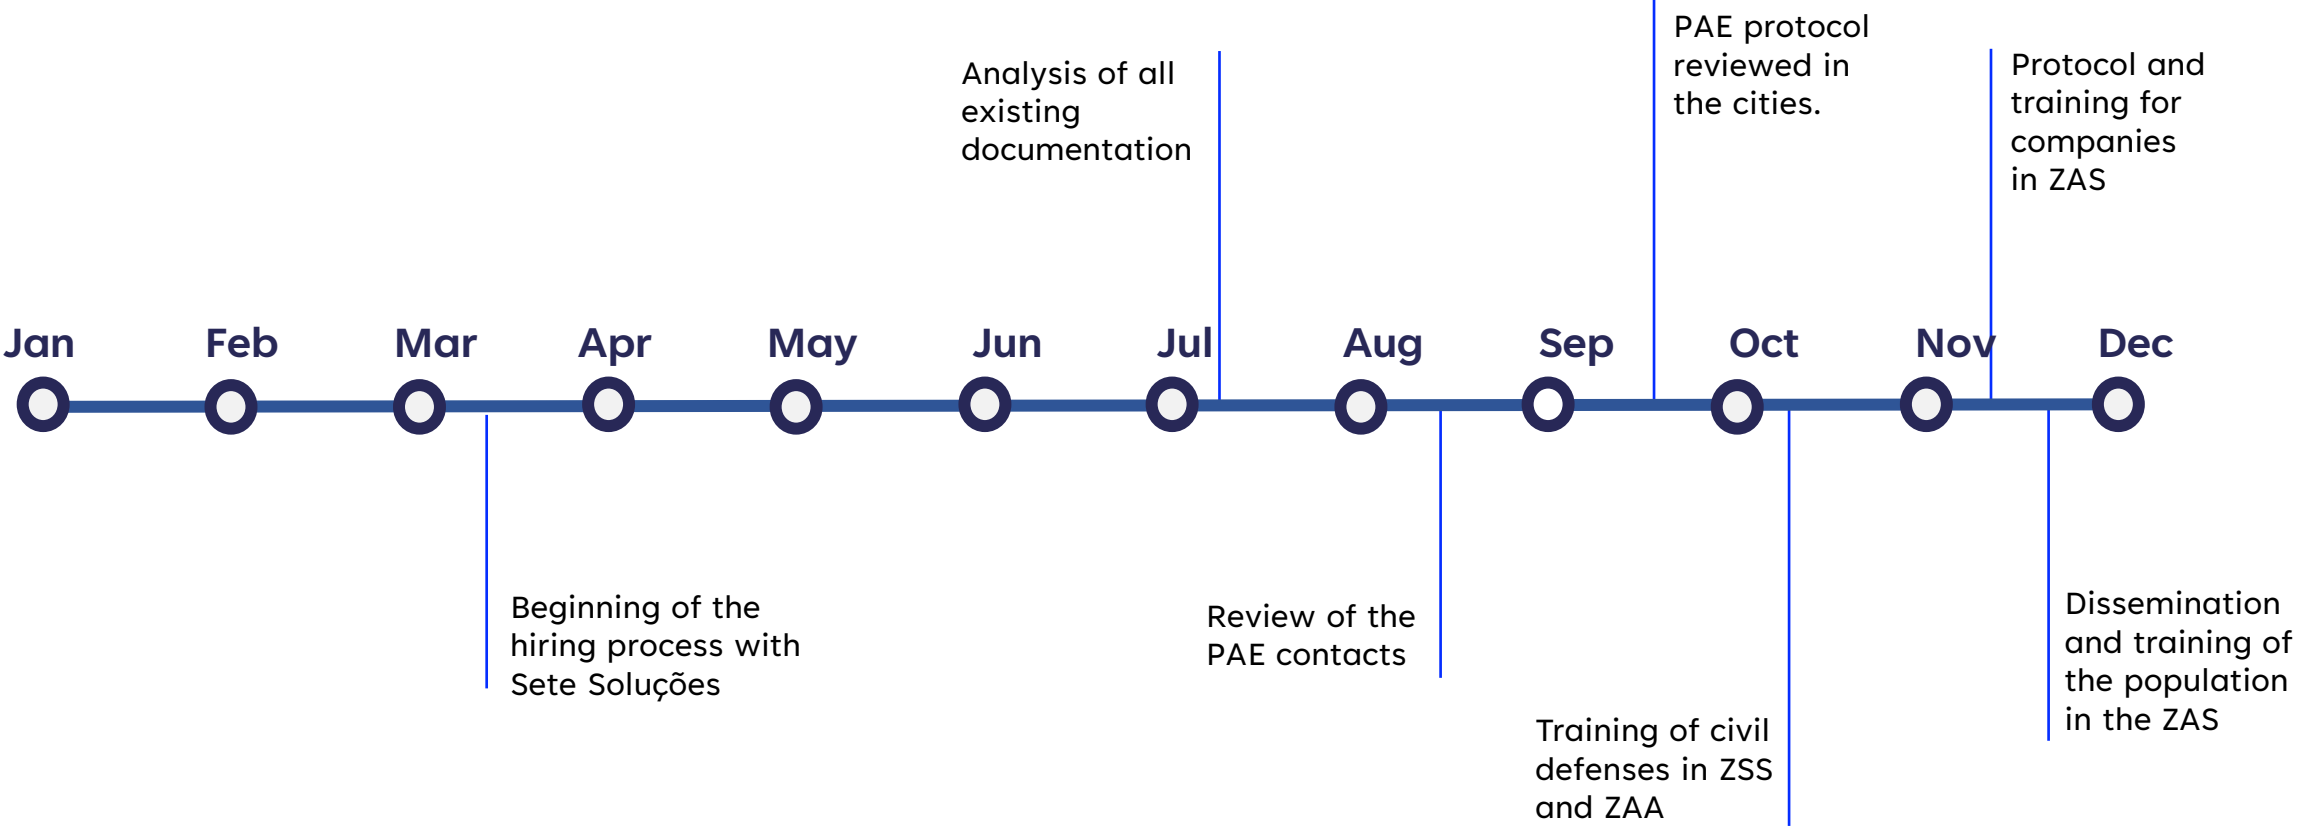 PAE protocol
reviewed in
the cities.
Analysis of all
existing
documentation
Protocol and
training for
companies
in ZAS
Jan
Feb
Mar
Apr
May
Jun
Jul
Aug
Sep
Oct
Nov
Dec
Beginning of the
hiring process with
Sete Soluções
Review of the
PAE contacts
Training of civil
defenses in ZSS
and ZAA
Dissemination
and training of
the population
in the ZAS